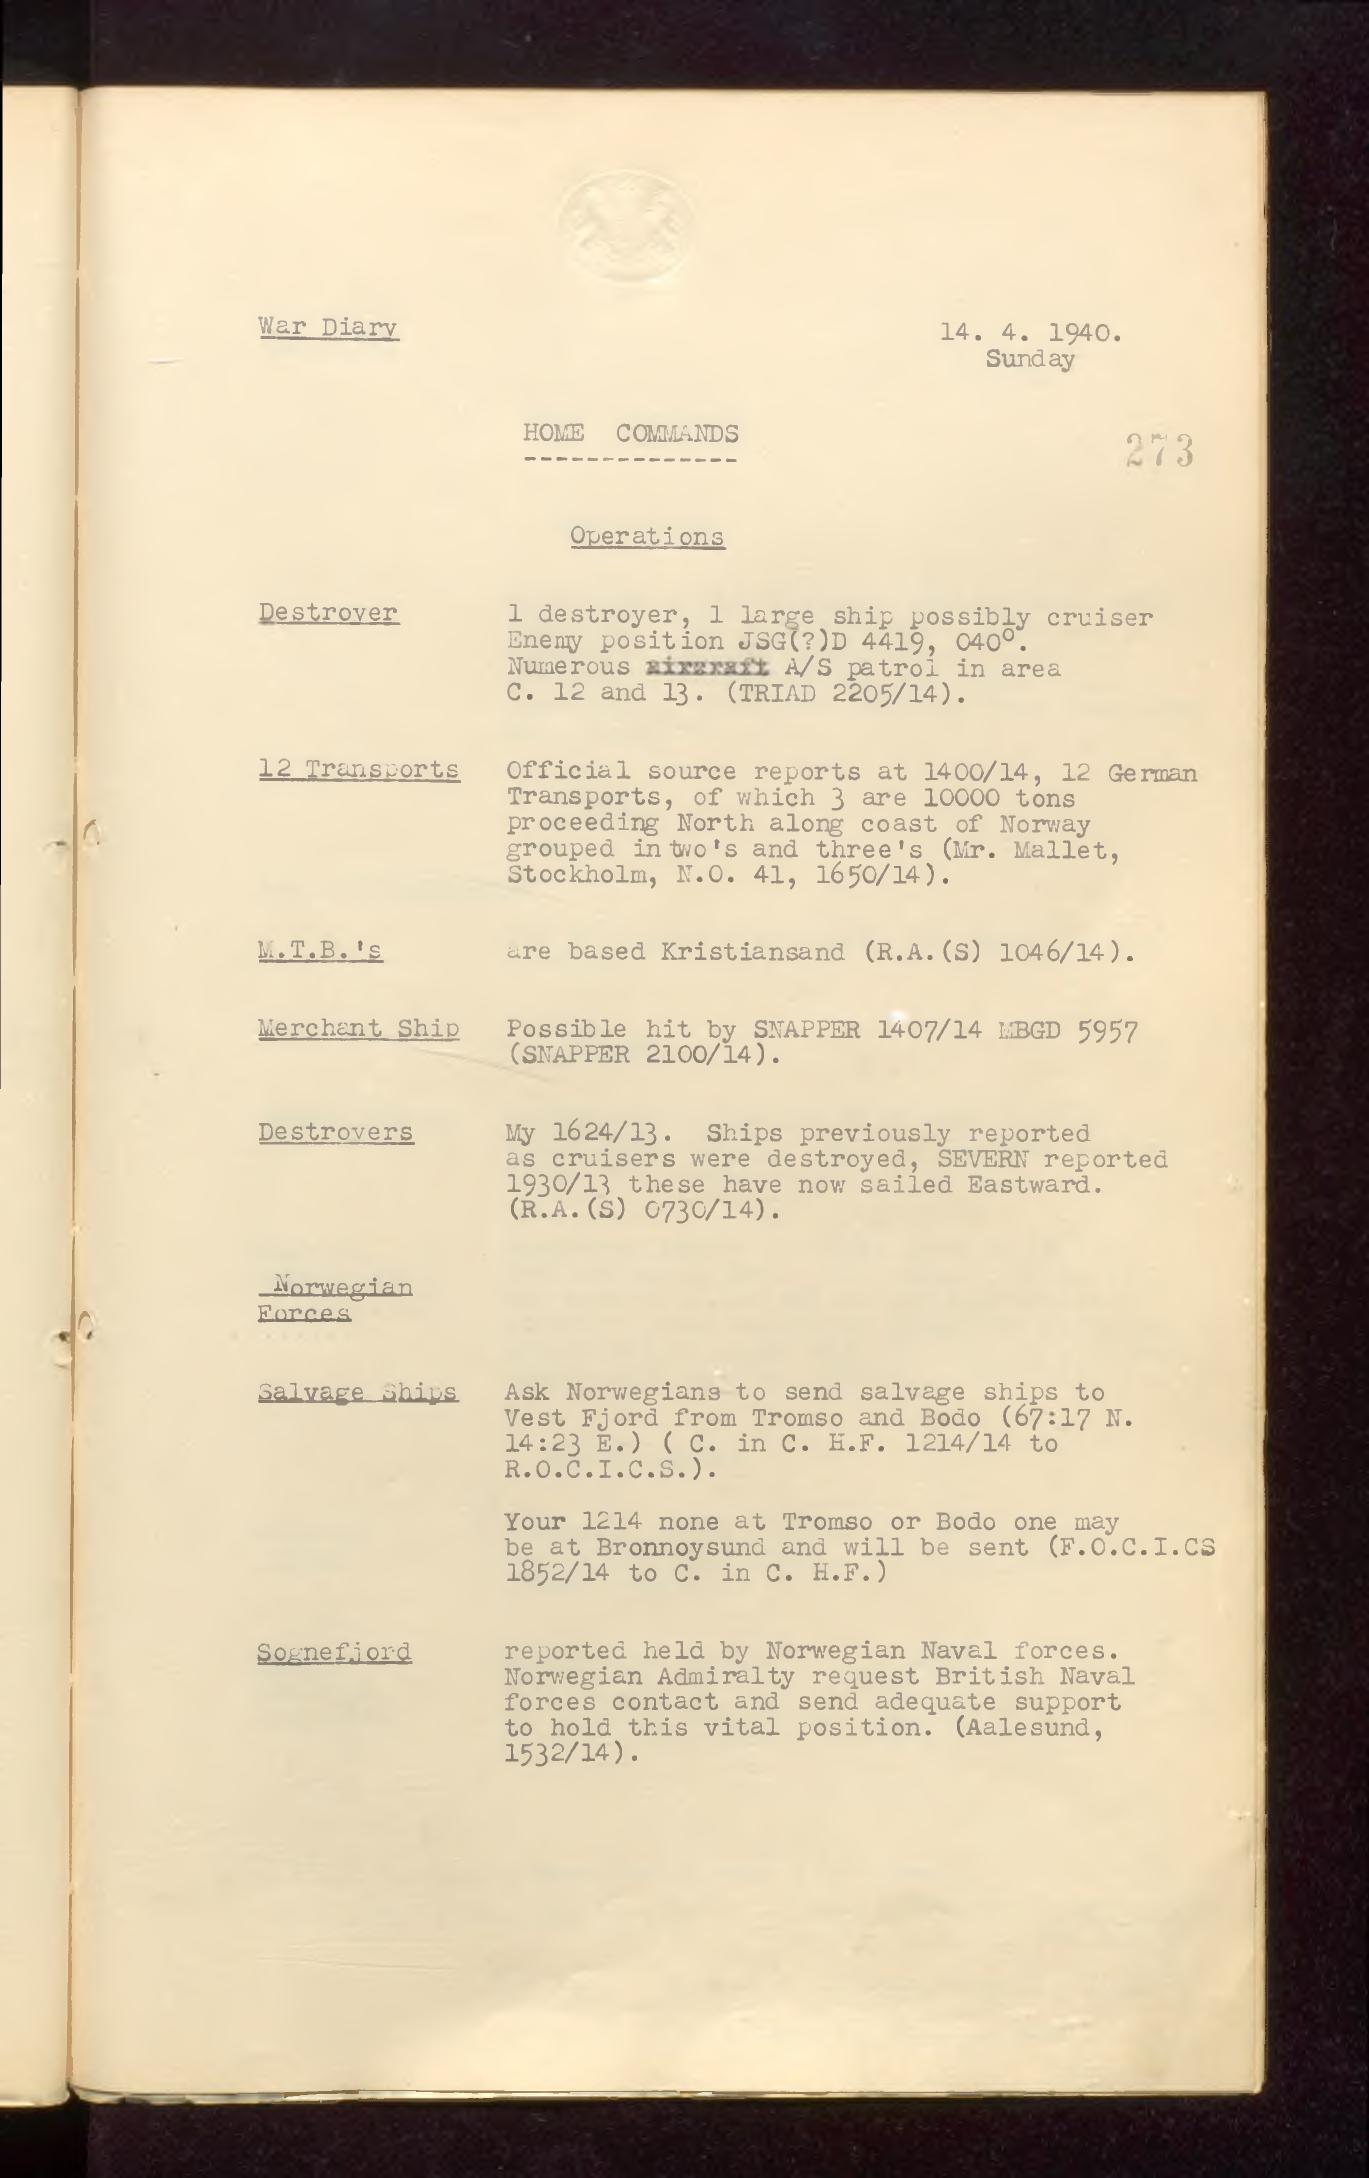 War Diary
14. 4. 1940.
Sunday
HOME COMMANDS
--------------
273
Operations
Destroyer 1 destroyer, 1 large ship possibly cruiser
Enemy position JSG(?)D 4419, 040°.
Numerous aircraft A/S patrol in area
C. 12 and 13. (TRIAD 2205/14).
12 Transports Official source reports at 1400/14, 12 German
Transports, of which 3 are 10000 tons
proceeding North along coast of Norway
grouped in two's and three's (Mr. Mallet,
Stockholm, N.O. 41, 1650/14).
M.T.B.'s are based Kristiansand (R.A.(S) 1046/14).
Merchant Ship Possible hit by SNAPPER 1407/14 MBGD 5957
(SNAPPER 2100/14).
Destroyers My 1624/13. Ships previously reported
as cruisers were destroyed, SEVERN reported
1930/13 these have now sailed Eastward.
(R.A.(S) 0730/14).
Norwegian
Forces
Salvage Ships Ask Norwegians to send salvage ships to
Vest Fjord from Tromso and Bodo (67:17 N.
14:23 E.) ( C. in C. H.F. 1214/14 to
R.O.C.I.C.S.).
Your 1214 none at Tromso or Bodo one may
be at Bronnoysund and will be sent (F.O.C.I.CS
1852/14 to C. in C. H.F.)
Sognefjord reported held by Norwegian Naval forces.
Norwegian Admiralty request British Naval
forces contact and send adequate support
to hold this vital position. (Aalesund,
1532/14).